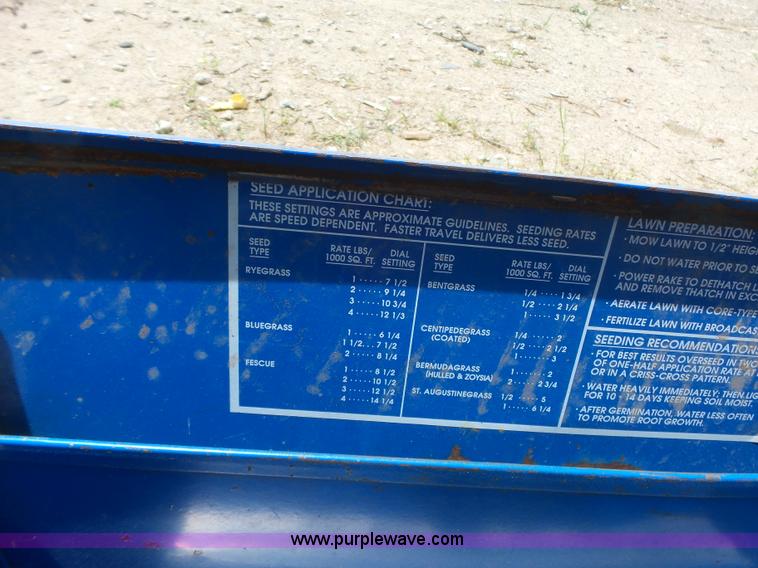 SEED APPLICATION CHART:
THESE SETTINGS ARE APPROXIMATE GUIDELINES. SEEDING RATES
ARE SPEED DEPENDENT. FASTER TRAVEL DELIVERS LESS SEED.
SEED TYPE RATE LBS/ 1000 SQ. FT. DIAL SETTING
RYEGRASS
1 ····· 7 1/2
2 ····· 9 1/4
3 ····· 10 3/4
4 ····· 12 1/3
BLUEGRASS
1 ····· 6 1/4
1 1/2 ... 7 1/2
2 ····· 8 1/4
FESCUE
1 ····· 8 1/2
2 ····· 10 1/2
3 ····· 12 1/2
4 ····· 14 1/4
SEED TYPE RATE LBS/ 1000 SQ. FT. DIAL SETTING
BENTGRASS
1/4 ···· 1 3/4
1/2 ···· 2 1/4
1 ····· 3 1/2
CENTIPEDEGRASS
(COATED)
1/4 ····· 2
1/2 ···· 2 1/2
1 ····· 3
BERMUDAGRASS
(HULLED & ZOYSIA)
1 ····· 2
2 ····· 2 3/4
ST. AUGUSTINEGRASS
1/2 ····· 5
1 ····· 6 1/4
LAWN PREPARATION:
· MOW LAWN TO 1/2"
· DO NOT WATER PRIOR TO
· POWER RAKE TO DETHATCH
AND REMOVE THATCH IN
· AERATE LAWN WITH CORE-TYPE
· FERTILIZE LAWN WITH
SEEDING RECOMMENDATIONS
· FOR BEST RESULTS OVERSEED IN TWO
OF ONE-HALF APPLICATION RATE
OR IN A CRISS-CROSS PATTERN.
· WATER HEAVILY IMMEDIATELY; THEN
FOR 10 - 14 DAYS KEEPING SOIL MOIST.
· AFTER GERMINATION, WATER LESS OFTEN
TO PROMOTE ROOT GROWTH.
www.purplewave.com